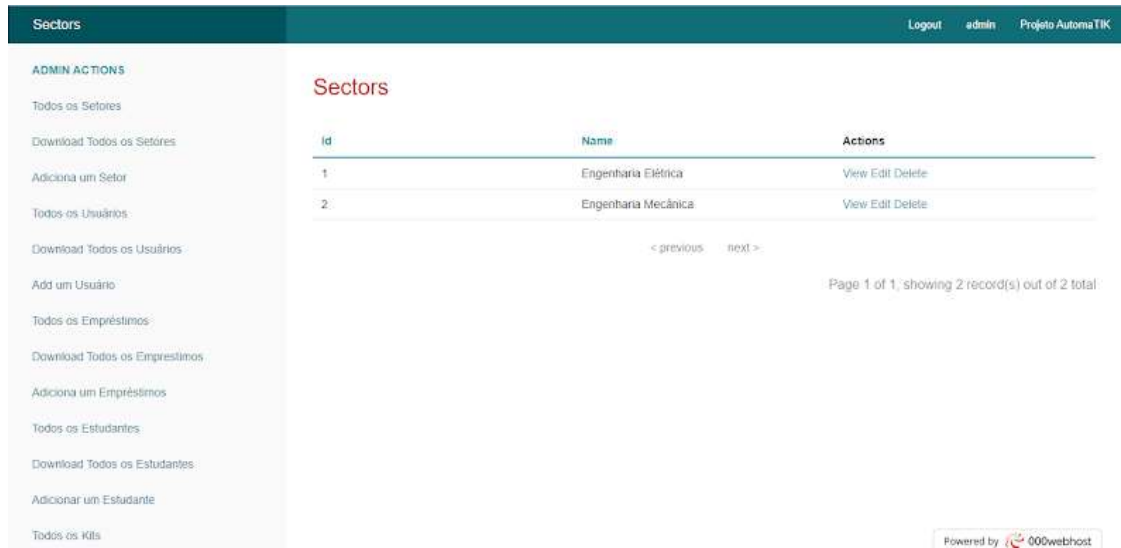 Sectors
Logout admin Projeto AutomaTIK
ADMIN ACTIONS
Todos os Setores
Download Todos os Setores
Adiciona um Setor
Todos os Usuários
Download Todos os Usuários
Add um Usuário
Todos os Empréstimos
Download Todos os Emprestimos
Adiciona um Empréstimos
Todos os Estudantes
Download Todos os Estudantes
Adicionar um Estudante
Todos os Kits
Sectors
Id Name Actions
1 Engenharia Elétrica View Edit Delete
2 Engenharia Mecânica View Edit Delete
< previous next >
Page 1 of 1, showing 2 record(s) out of 2 total
Powered by 000webhost